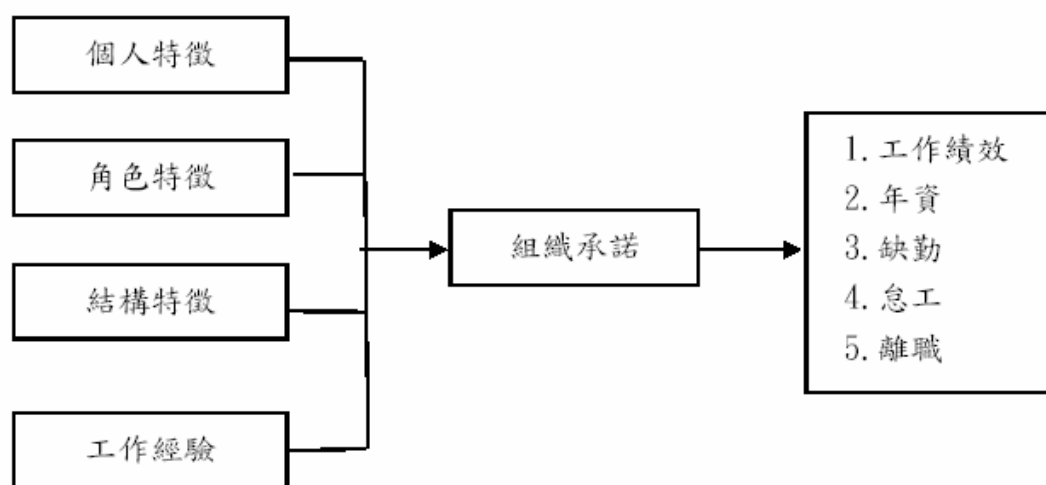 個人特徵
角色特徵
結構特徵
工作經驗
組織承諾
1.工作績效
2.年資
3.缺勤
4.怠工
5.離職